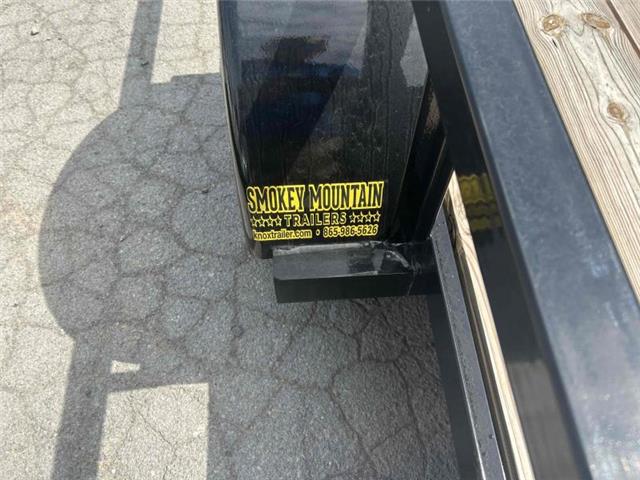 SMOKEY MOUNTAIN
TRAILERS
knoxtrailer.com • 865-986-5626